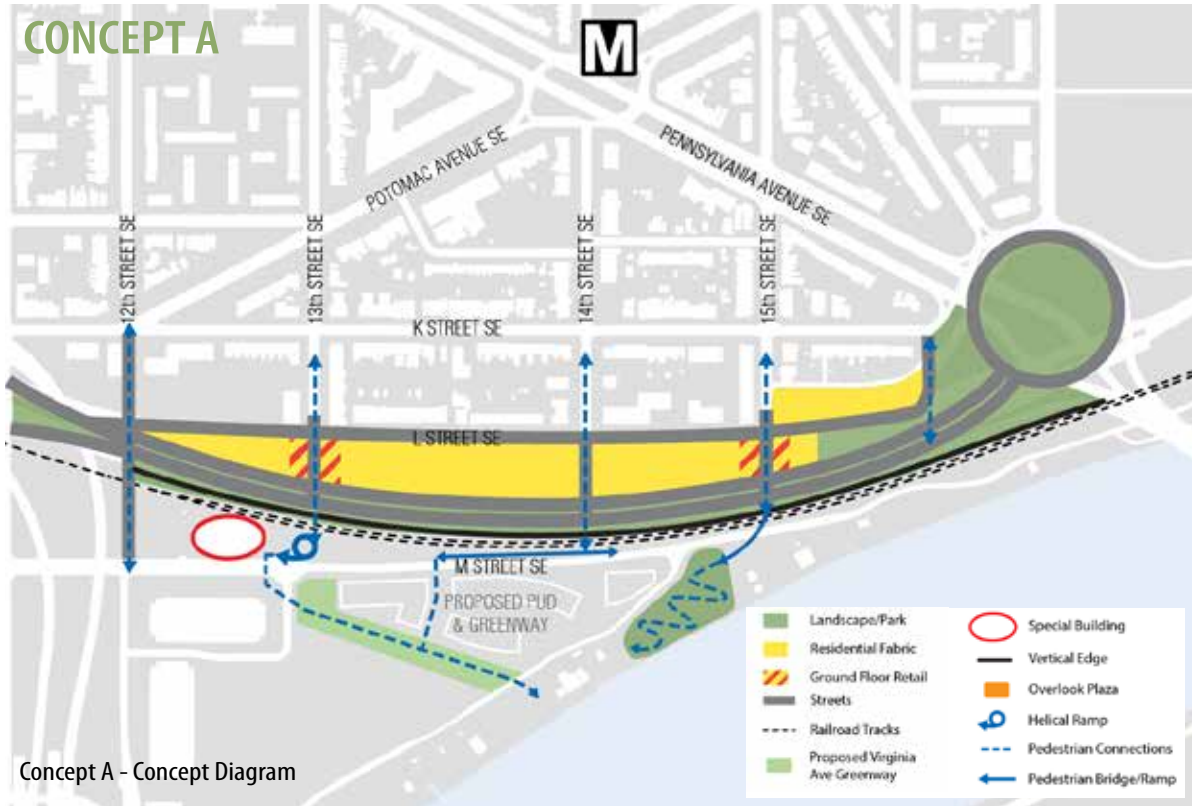 CONCEPT A
M
POTOMAC AVENUE SE
PENNSYLVANIA AVENUE SE
12th STREET SE
13th STREET SE
14th STREET SE
15th STREET SE
K STREET SE
L STREET SE
M STREET SE
PROPOSED PUD
& GREENWAY
Landscape/Park
Residential Fabric
Ground Floor Retail
Streets
Railroad Tracks
Proposed Virginia
Ave Greenway
Special Building
Vertical Edge
Overlook Plaza
Helical Ramp
Pedestrian Connections
Pedestrian Bridge/Ramp
Concept A - Concept Diagram